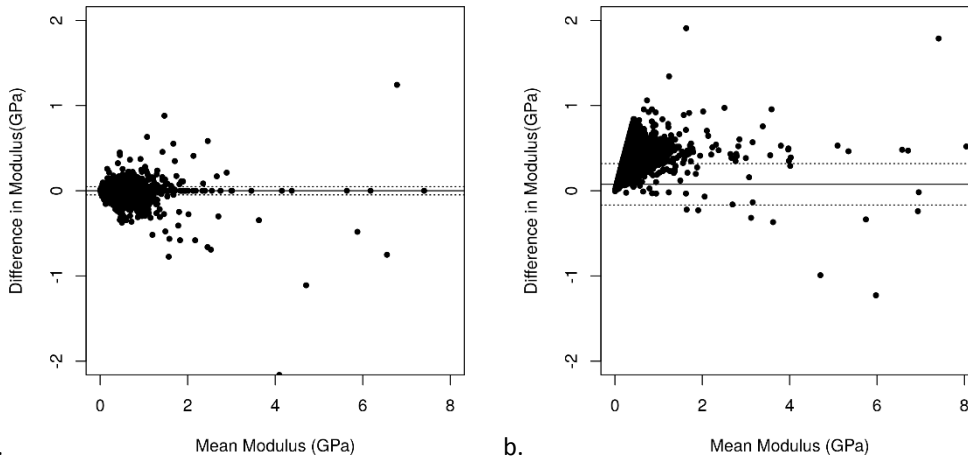 2
1
0
-1
-2
Difference in Modulus(GPa)
0 2 4 6 8
Mean Modulus (GPa)
2
1
0
-1
-2
Difference in Modulus (GPa)
0 2 4 6 8
Mean Modulus (GPa)
b.